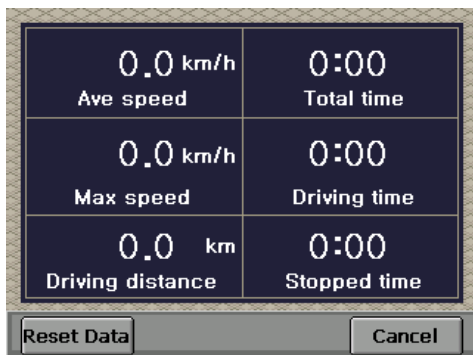 0.0 km/h 0:00
Ave speed Total time
0.0 km/h 0:00
Max speed Driving time
0.0 km 0:00
Driving distance Stopped time
Reset Data Cancel